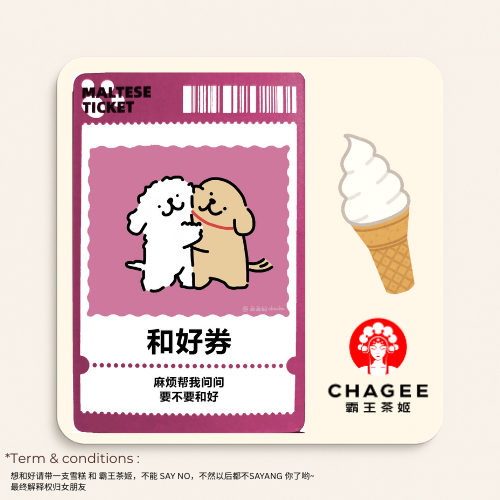 MALTESE
TICKET
和好券
麻烦帮我问问
要不要和好
CHAGEE
霸王茶姬
*Term & conditions :
想和好请带一支雪糕 和 霸王茶姬，不能 SAY NO，不然以后都不SAYANG 你了哟~
最终解释权归女朋友